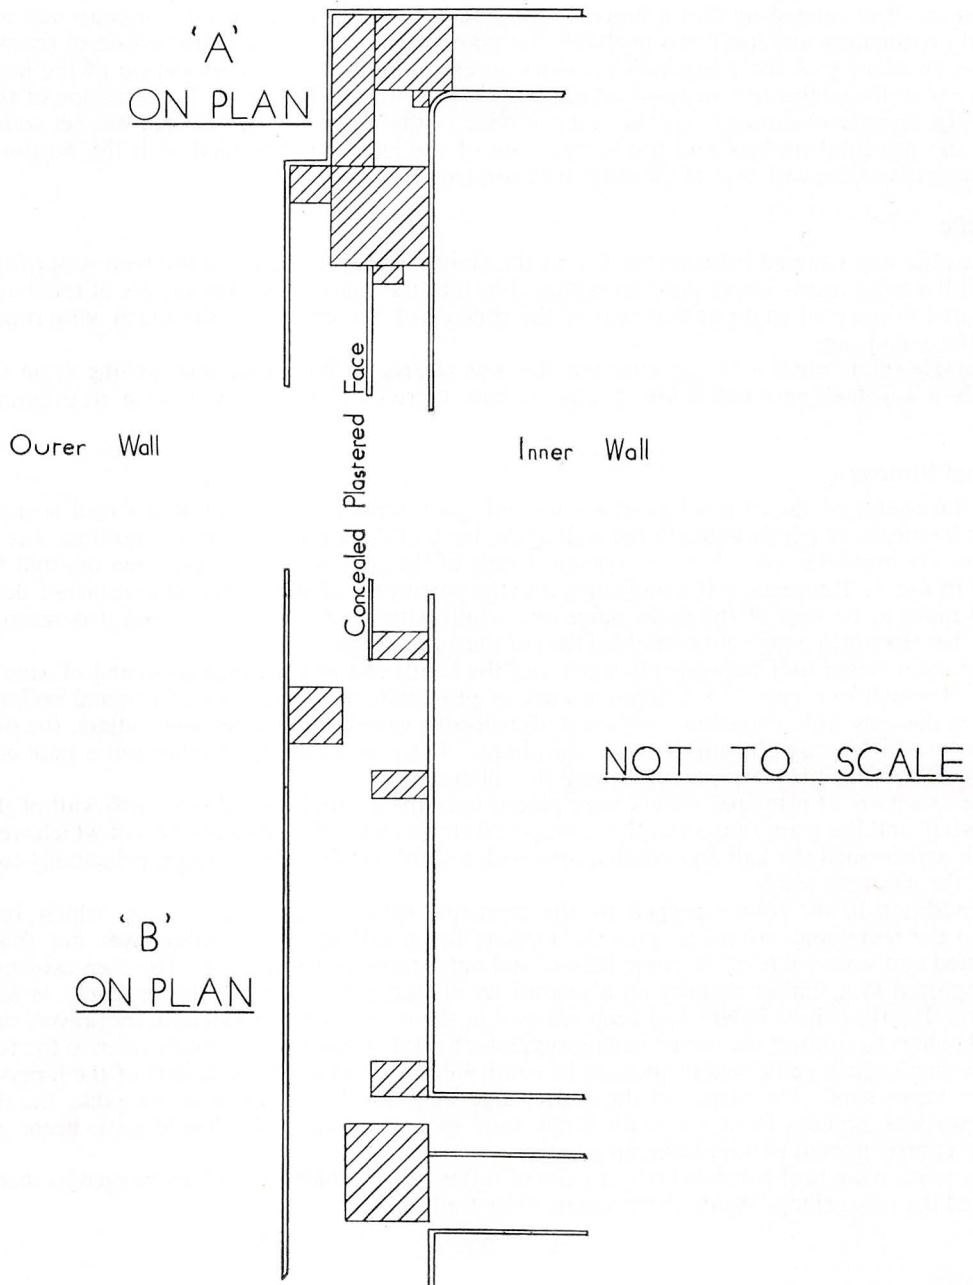 'A'
ON PLAN
Concealed Plastered Face
Ourer Wall
Inner Wall
NOT TO SCALE
'B'
ON PLAN